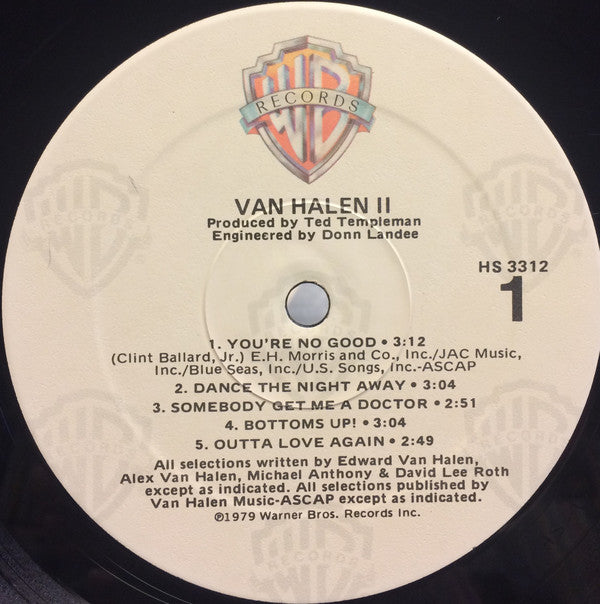 WB
RECORDS
VAN HALEN II
Produced by Ted Templeman
Engineered by Donn Landee
HS 3312
1
1. YOU'RE NO GOOD • 3:12
(Clint Ballard, Jr.) E.H. Morris and Co., Inc./JAC Music,
Inc./Blue Seas, Inc./U.S. Songs, Inc.-ASCAP
2. DANCE THE NIGHT AWAY • 3:04
3. SOMEBODY GET ME A DOCTOR • 2:51
4. BOTTOMS UP! • 3:04
5. OUTTA LOVE AGAIN • 2:49
All selections written by Edward Van Halen,
Alex Van Halen, Michael Anthony & David Lee Roth
except as indicated. All selections published by
Van Halen Music-ASCAP except as indicated.
℗1979 Warner Bros. Records Inc.